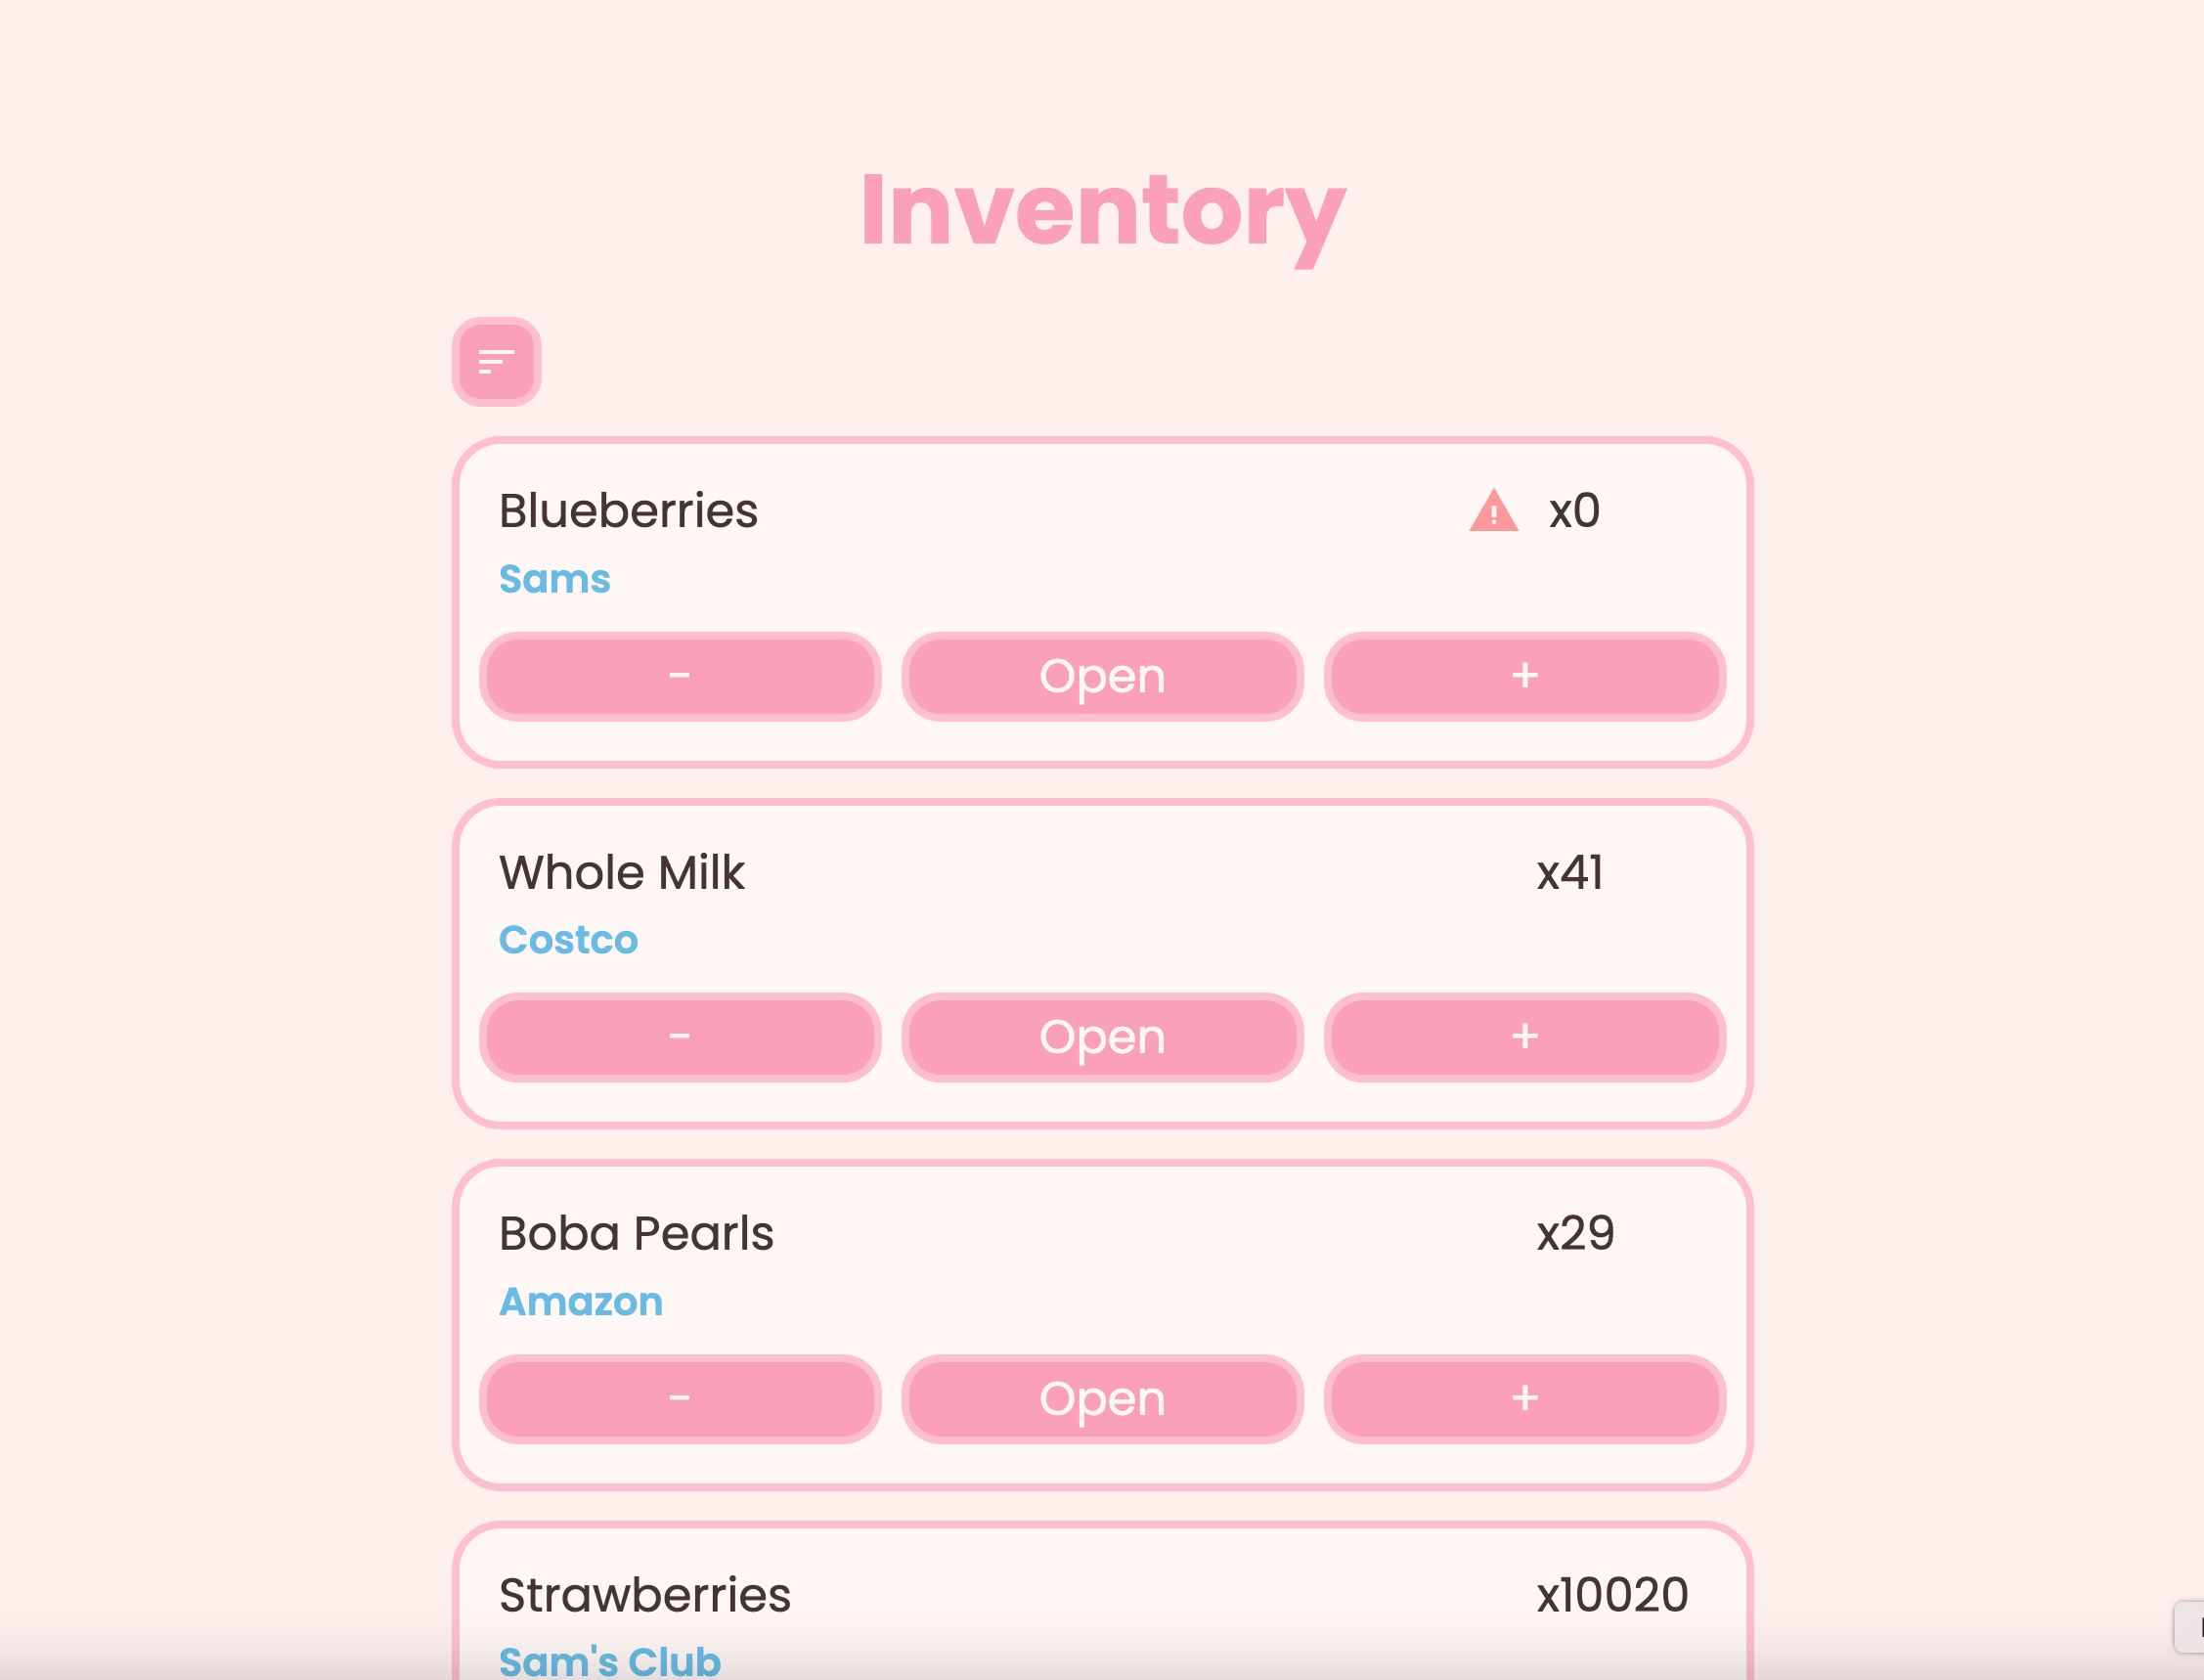 Inventory
Blueberries x0
Sams
- Open +
Whole Milk x41
Costco
- Open +
Boba Pearls x29
Amazon
- Open +
Strawberries x10020
Sam's Club